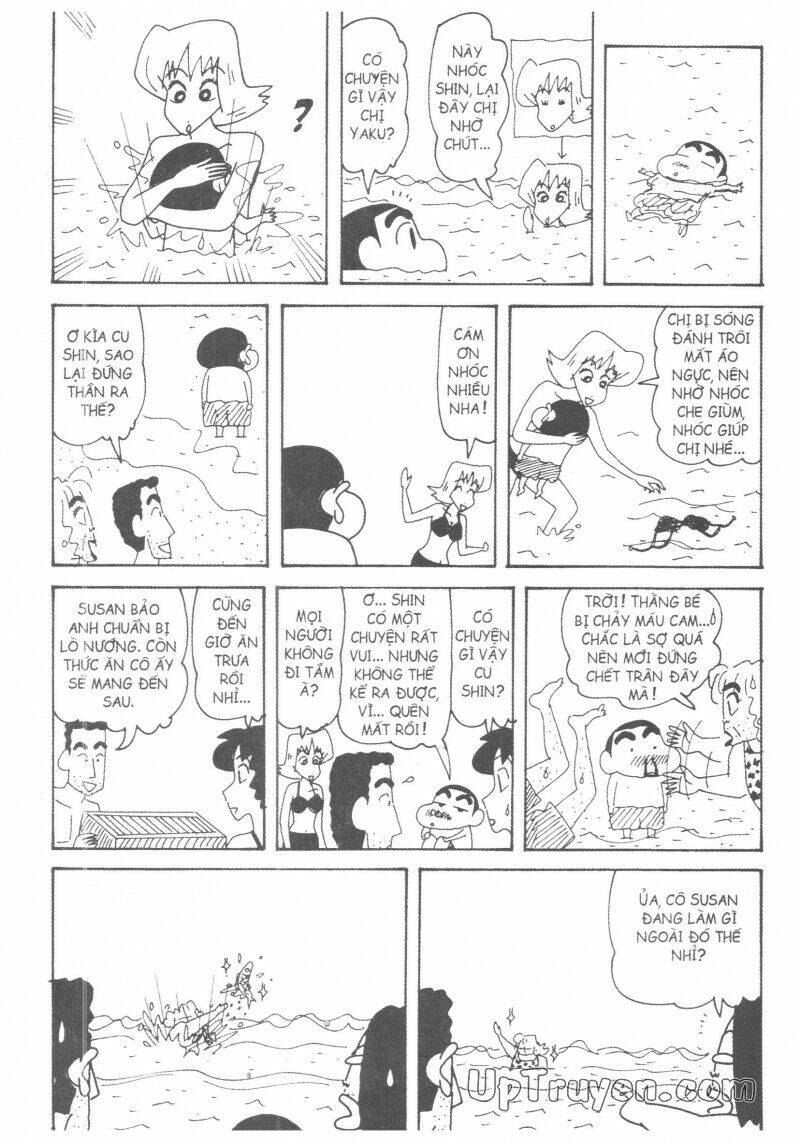 NÀY
NHÓC
SHIN, LẠI
ĐÂY CHỊ
NHỜ
CHÚT...
CÓ
CHUYỆN
GÌ VẬY
CHỊ
YAKU?
?
CHỊ BỊ SÓNG
ĐÁNH TRÔI
MẤT ÁO
NGỰC, NÊN
NHỜ NHÓC
CHE GIÙM,
NHÓC GIÚP
CHỊ NHÉ...
CÁM
ƠN
NHÓC
NHIỀU
NHA!
Ơ KÌA CU
SHIN, SAO
LẠI ĐỨNG
THẦN RA
THẾ?
TRỜI! THẰNG BÉ
BỊ CHẢY MÁU CAM...
CHẮC LÀ SỢ QUÁ
NÊN MỚI ĐỨNG
CHẾT TRÂN ĐÂY
MÀ!
CÓ
CHUYỆN
GÌ VẬY
CU
SHIN?
Ơ... SHIN
CÓ MỘT
CHUYỆN RẤT
VUI... NHƯNG
KHÔNG THỂ
KỂ RA ĐƯỢC,
VÌ... QUÊN
MẤT RỒI!
MỌI
NGƯỜI
KHÔNG
ĐI TẮM
À?
CŨNG
ĐẾN
GIỜ ĂN
TRƯA
RỒI
NHỈ...
SUSAN BẢO
ANH CHUẨN BỊ
LÒ NƯỚNG. CÒN
THỨC ĂN CÔ ẤY
SẼ MANG ĐẾN
SAU.
ỦA, CÔ SUSAN
ĐANG LÀM GÌ
NGOÀI ĐÓ THẾ
NHỈ?
UpTruyen.com